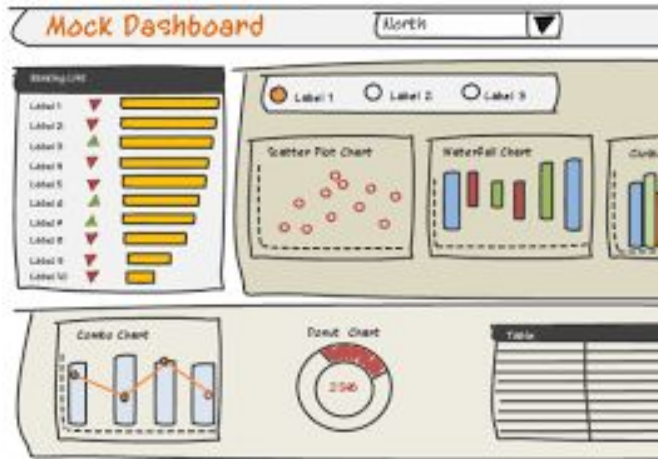 Mock Dashboard
North
Ranking List
Label 1
Label 2
Label 3
Label 4
Label 5
Label 6
Label 7
Label 8
Label 9
Label 10
Label 1
Label 2
Label 3
Scatter Plot Chart
Waterfall Chart
Combo Chart
Donut Chart
Table